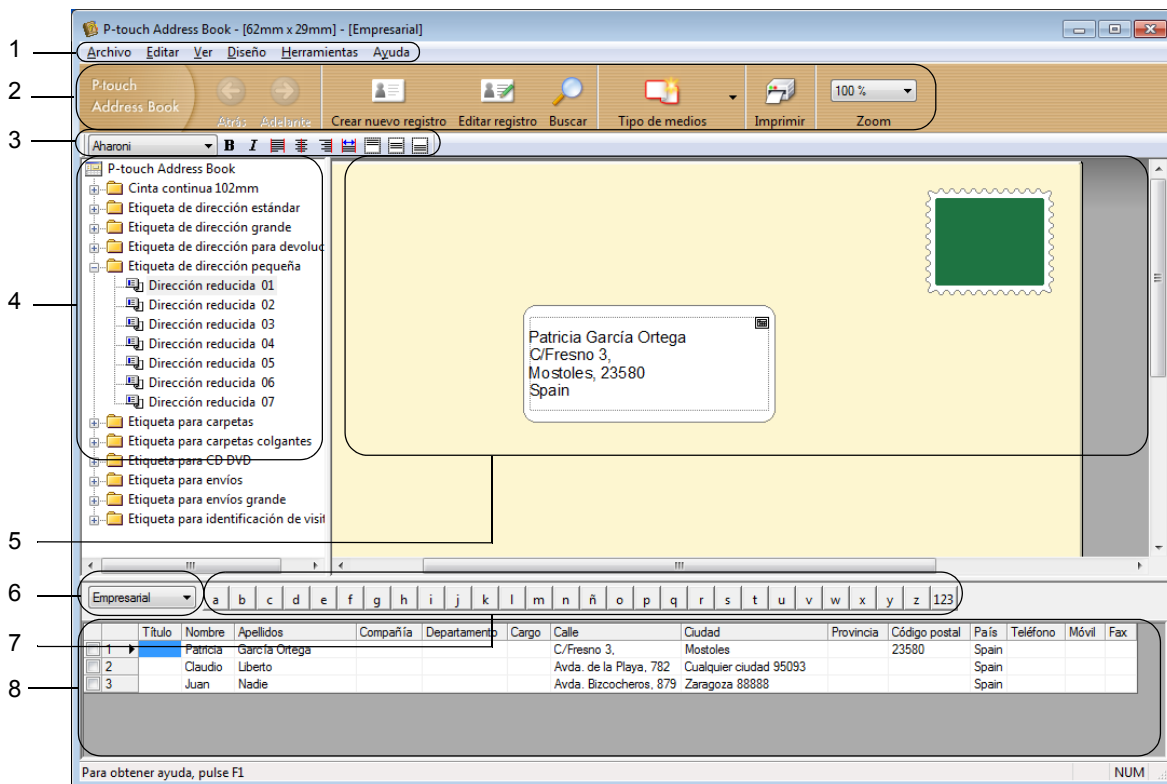 P-touch Address Book - [62mm x 29mm] - [Empresarial]
1
Archivo Editar Ver Diseño Herramientas Ayuda
2
P-touch
Address Book
Atrás Adelante Crear nuevo registro Editar registro Buscar Tipo de medios Imprimir 100 % Zoom
3
Aharoni B I
P-touch Address Book
Cinta continua 102mm
Etiqueta de dirección estándar
Etiqueta de dirección grande
Etiqueta de dirección para devoluc
Etiqueta de dirección pequeña
Dirección reducida 01
4
Dirección reducida 02
Dirección reducida 03
Dirección reducida 04
Dirección reducida 05
Dirección reducida 06
Dirección reducida 07
Etiqueta para carpetas
Etiqueta para carpetas colgantes
Etiqueta para CD DVD
Etiqueta para envíos
Etiqueta para envíos grande
Etiqueta para identificación de visit
Patricia García Ortega
C/Fresno 3,
Mostoles, 23580
Spain
5
6
Empresarial a b c d e f g h i j k l m n ñ o p q r s t u v w x y z 123
7
Título Nombre Apellidos Compañía Departamento Cargo Calle Ciudad Provincia Código postal País Teléfono Móvil Fax
1 Patricia García Ortega C/Fresno 3, Mostoles 23580 Spain
2 Claudio Liberto Avda. de la Playa, 782 Cualquier ciudad 95093 Spain
3 Juan Nadie Avda. Bizcocheros, 879 Zaragoza 88888 Spain
8
Para obtener ayuda, pulse F1 NUM